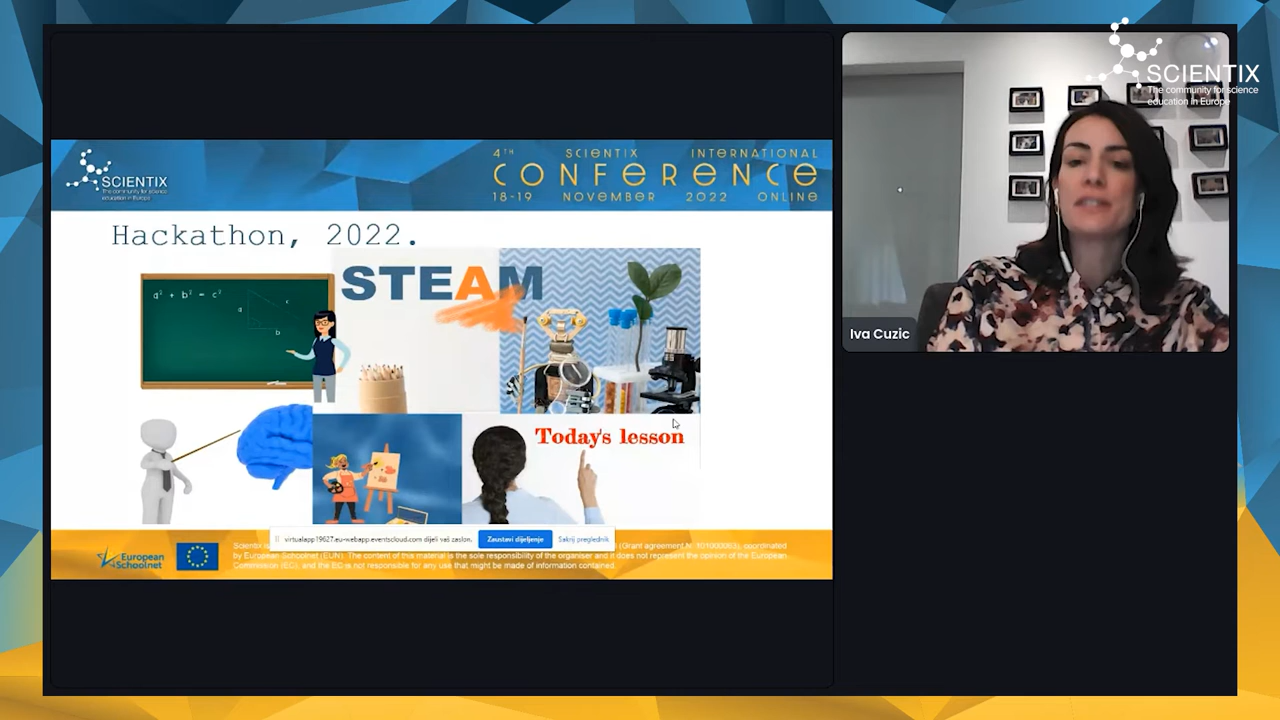 SCIENTIX
The community for science
education in Europe
SCIENTIX
The community for science
education in Europe
4TH SCIENTIX INTERNATIONAL
CONFERENCE
18-19 NOVEMBER 2022 ONLINE
Hackathon, 2022.
a² + b² = c²
a
c
b
STEAM
Today's lesson
Iva Cuzic
virtualapp19627.eu-webapp.eventscloud.com dijeli vaš zaslon.
Zaustavi dijeljenje
Sakrij preglednik
European
Schoolnet
(Grant agreement N. 101000063), coordinated
by European Schoolnet (EUN). The content of this material is the sole responsibility of the organiser and it does not represent the opinion of the European
Commission (EC), and the EC is not responsible for any use that might be made of information contained.